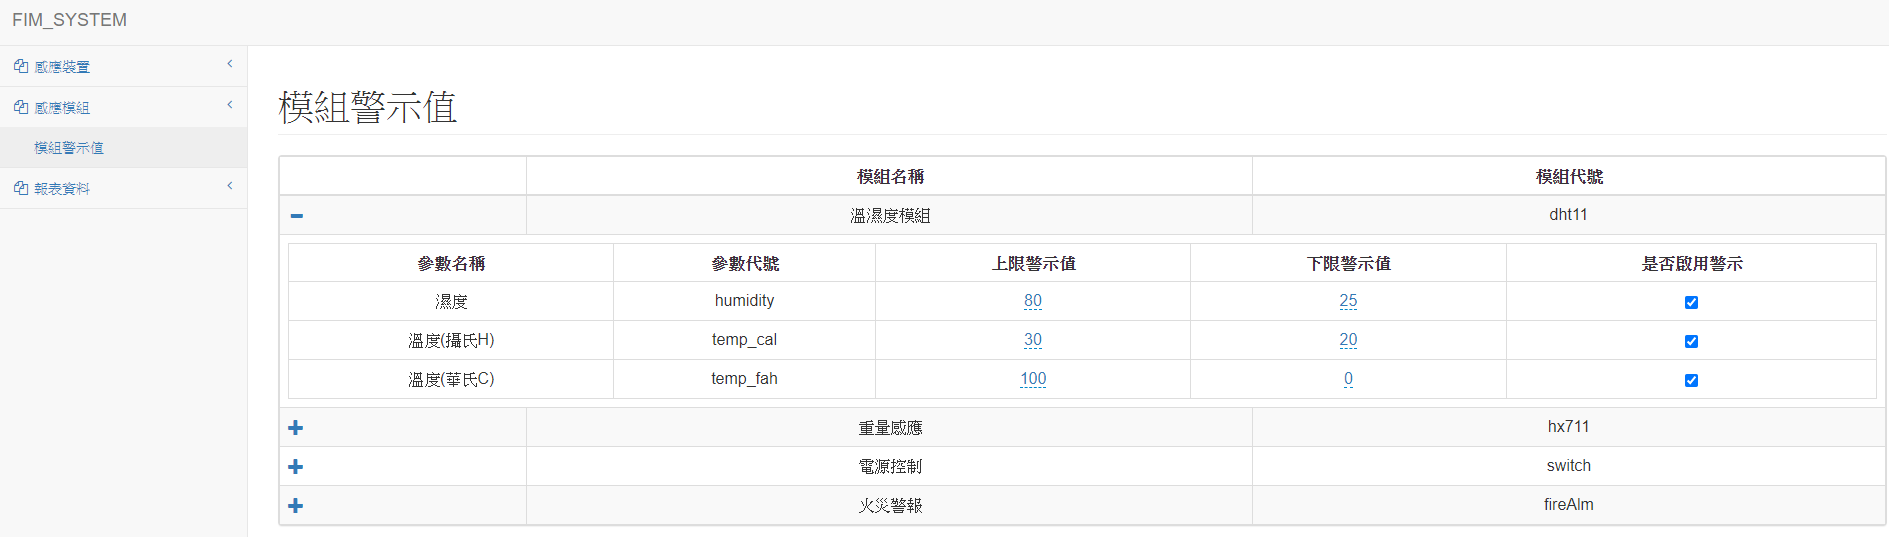 FIM_SYSTEM
感應裝置
感應模組
模組警示值
報表資料
模組警示值
模組名稱 模組代號
溫濕度模組 dht11
參數名稱 參數代號 上限警示值 下限警示值 是否啟用警示
濕度 humidity 80 25
溫度(攝氏H) temp_cal 30 20
溫度(華氏C) temp_fah 100 0
重量感應 hx711
電源控制 switch
火災警報 fireAlm